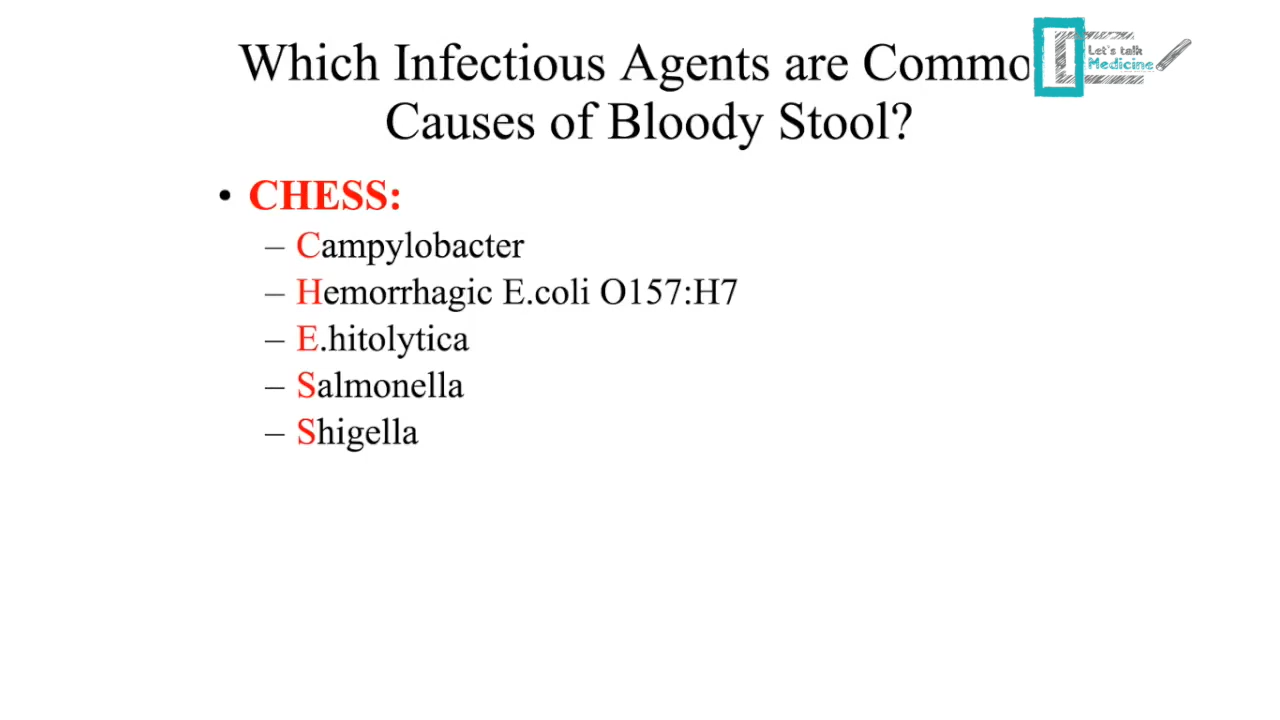 Which Infectious Agents are Commo
Causes of Bloody Stool?
Let's talk
Medicine
• CHESS:
– Campylobacter
– Hemorrhagic E.coli O157:H7
– E.hitolytica
– Salmonella
– Shigella